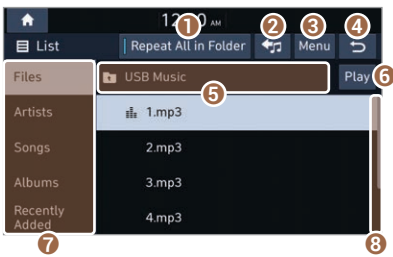 12: 0 AM
1
2
3
4
List
Repeat All in Folder
Menu
Files
USB Music
Play
6
5
Artists
1.mp3
Songs
2.mp3
Albums
3.mp3
Recently
Added
4.mp3
7
8